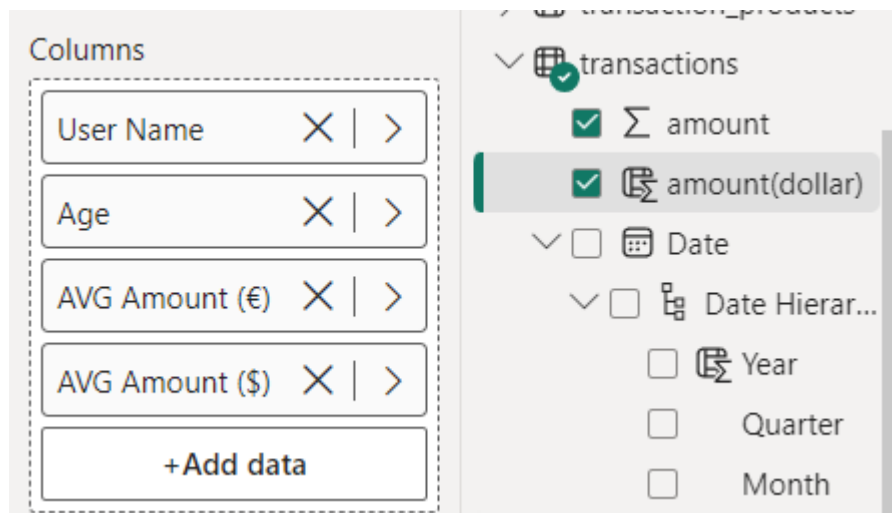 Columns
User Name
Age
AVG Amount (€)
AVG Amount ($)
+Add data
transaction_products
transactions
amount
amount(dollar)
Date
Date Hierar...
Year
Quarter
Month